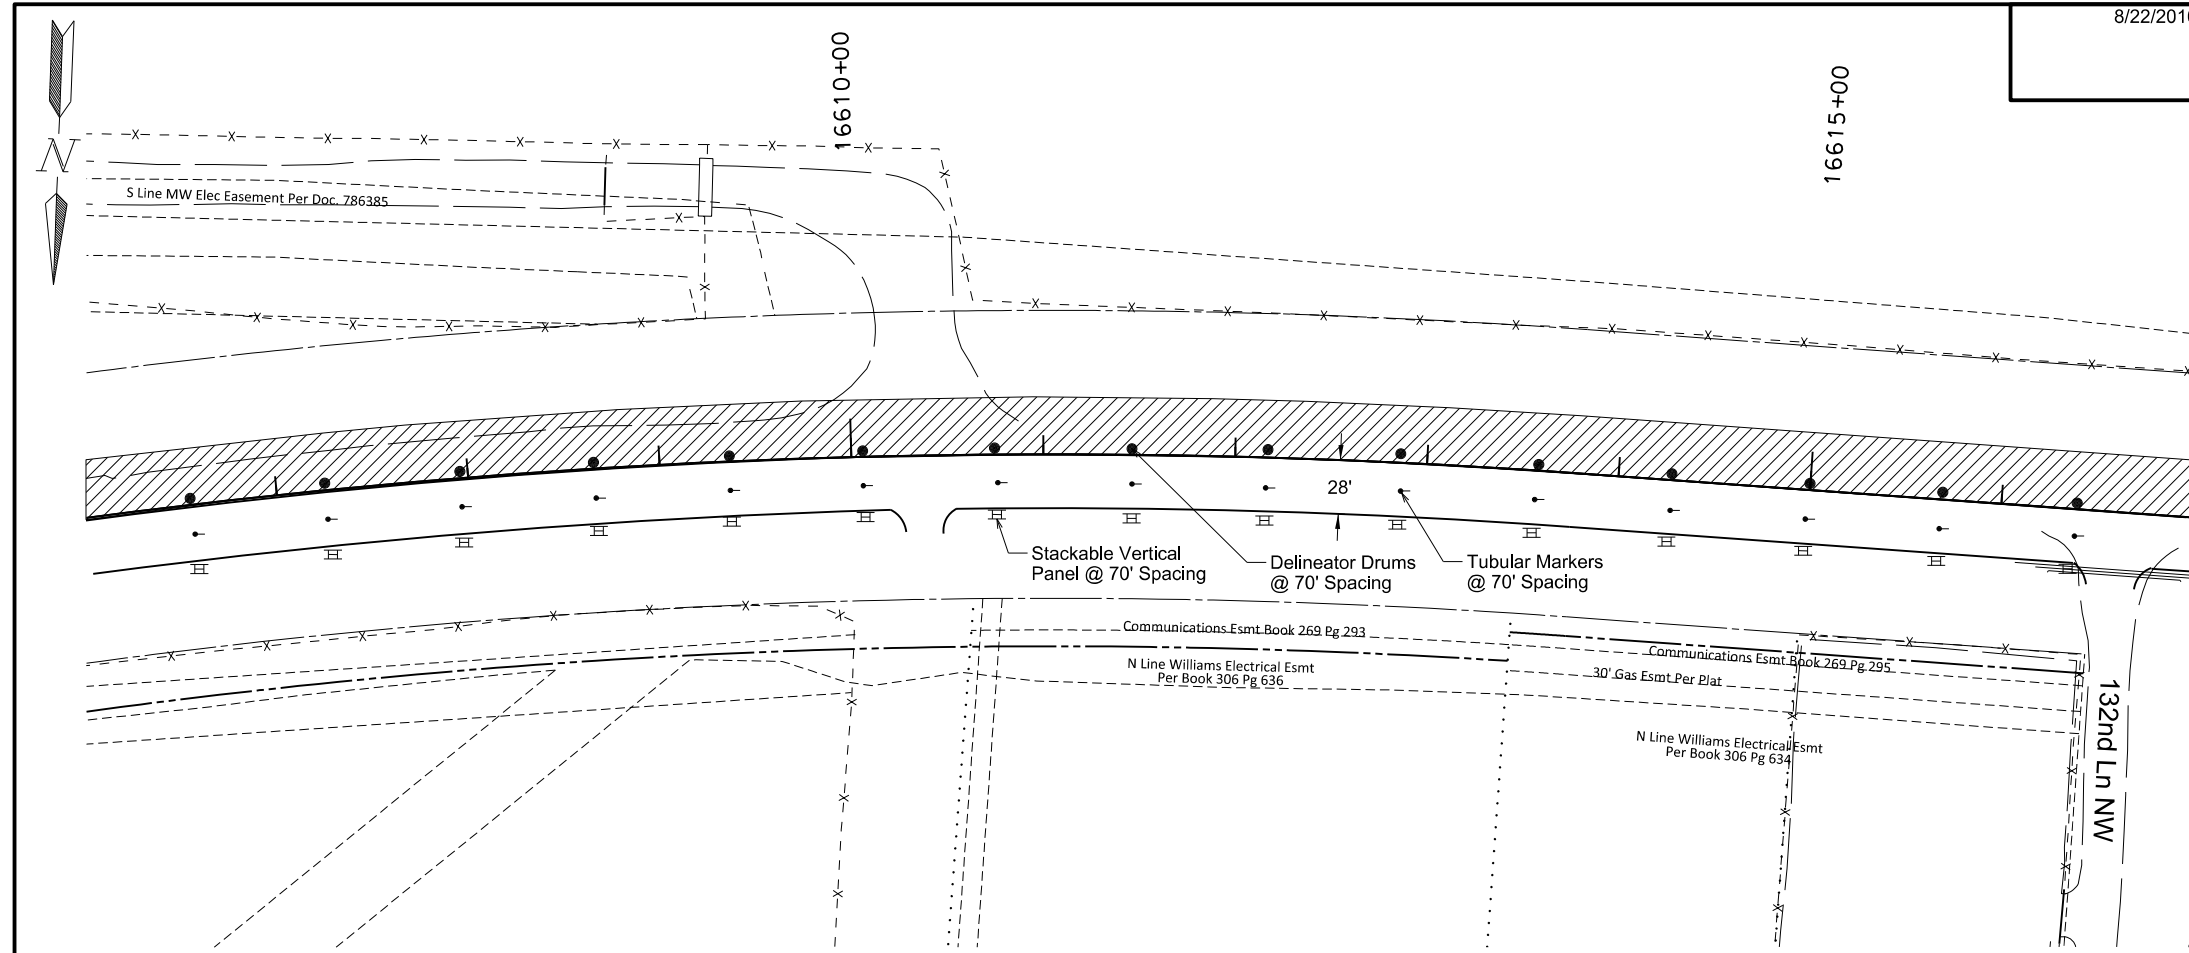 8/22/201
16610+00
16615+00
N
S Line MW Elec Easement Per Doc. 786385
28'
Stackable Vertical
Panel @ 70' Spacing
Delineator Drums
@ 70' Spacing
Tubular Markers
@ 70' Spacing
Communications Esmt Book 269 Pg 293
N Line Williams Electrical Esmt
Per Book 306 Pg 636
Communications Esmt Book 269 Pg 295
30' Gas Esmt Per Plat
N Line Williams Electrical Esmt
Per Book 306 Pg 634
132nd Ln NW